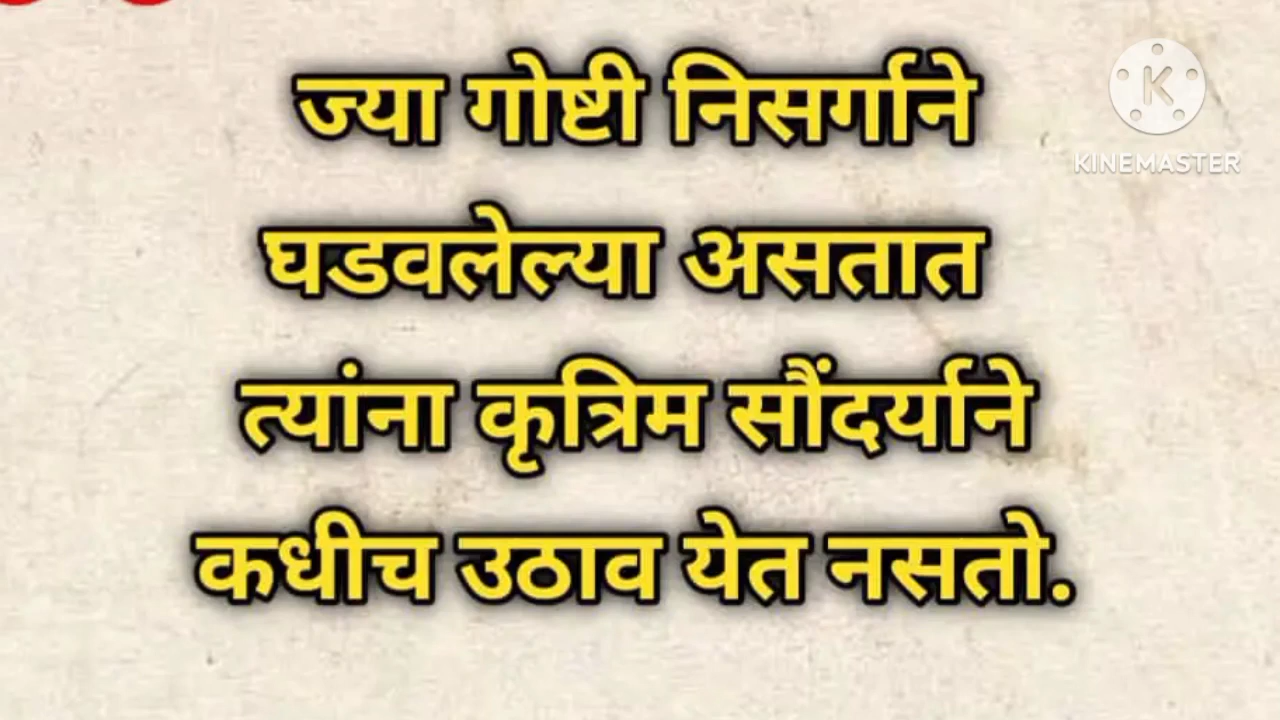 ज्या गोष्टी निसर्गाने
घडवलेल्या असतात
त्यांना कृत्रिम सौंदर्याने
कधीच उठाव येत नसतो.
K
KINEMASTER